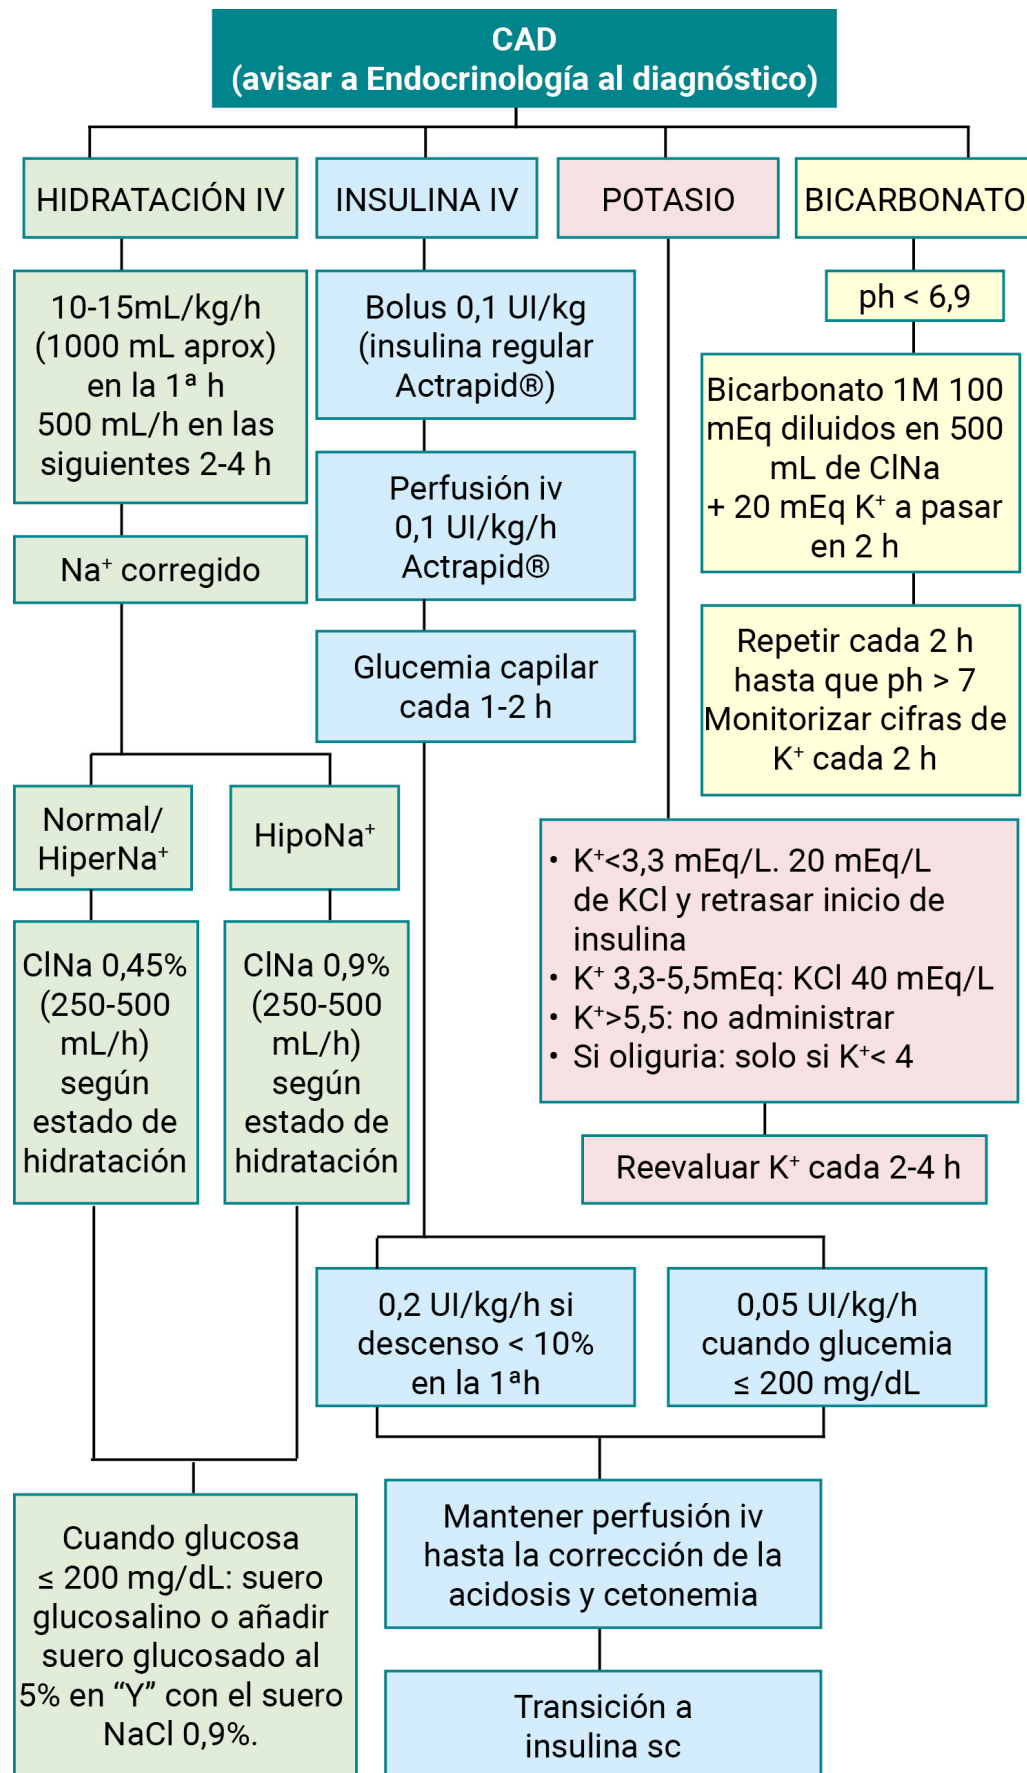 CAD
(avisar a Endocrinología al diagnóstico)
HIDRATACIÓN IV
10-15mL/kg/h
(1000 mL aprox)
en la 1ª h
500 mL/h en las
siguientes 2-4 h
Na⁺ corregido
Normal/
HiperNa⁺
ClNa 0,45%
(250-500
mL/h)
según
estado de
hidratación
HipoNa⁺
ClNa 0,9%
(250-500
mL/h)
según
estado de
hidratación
Cuando glucosa
≤ 200 mg/dL: suero
glucosalino o añadir
suero glucosado al
5% en “Y” con el suero
NaCl 0,9%.
INSULINA IV
Bolus 0,1 UI/kg
(insulina regular
Actrapid®)
Perfusión iv
0,1 UI/kg/h
Actrapid®
Glucemia capilar
cada 1-2 h
0,2 UI/kg/h si
descenso < 10%
en la 1ªh
0,05 UI/kg/h
cuando glucemia
≤ 200 mg/dL
Mantener perfusión iv
hasta la corrección de la
acidosis y cetonemia
Transición a
insulina sc
POTASIO
• K⁺<3,3 mEq/L. 20 mEq/L
de KCl y retrasar inicio de
insulina
• K⁺ 3,3-5,5mEq: KCl 40 mEq/L
• K⁺>5,5: no administrar
• Si oliguria: solo si K⁺< 4
Reevaluar K⁺ cada 2-4 h
BICARBONATO
ph < 6,9
Bicarbonato 1M 100
mEq diluidos en 500
mL de ClNa
+ 20 mEq K⁺ a pasar
en 2 h
Repetir cada 2 h
hasta que ph > 7
Monitorizar cifras de
K⁺ cada 2 h